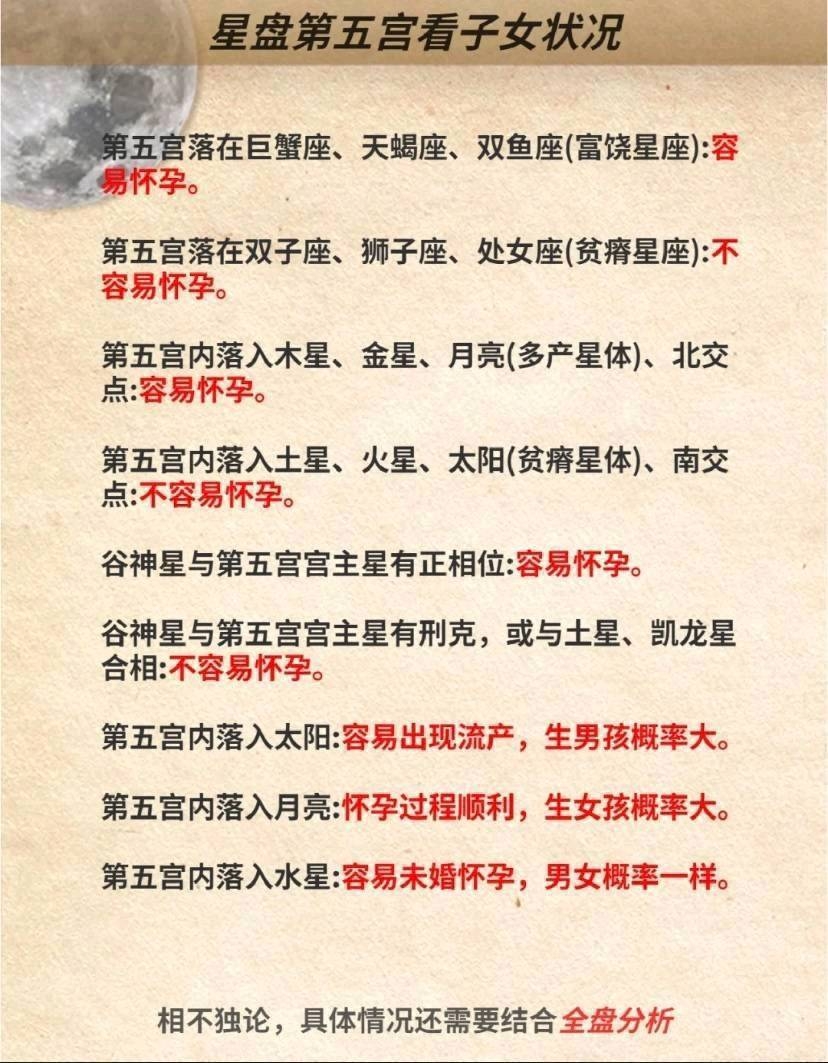 星盘第五宫看子女状况
第五宫落在巨蟹座、天蝎座、双鱼座(富饶星座):容
易怀孕。
第五宫落在双子座、狮子座、处女座(贫瘠星座):不
容易怀孕。
第五宫内落入木星、金星、月亮(多产星体)、北交
点:容易怀孕。
第五宫内落入土星、火星、太阳(贫瘠星体)、南交
点:不容易怀孕。
谷神星与第五宫宫主星有正相位:容易怀孕。
谷神星与第五宫宫主星有刑克，或与土星、凯龙星
合相:不容易怀孕。
第五宫内落入太阳:容易出现流产，生男孩概率大。
第五宫内落入月亮:怀孕过程顺利，生女孩概率大。
第五宫内落入水星:容易未婚怀孕，男女概率一样。
相不独论，具体情况还需要结合全盘分析